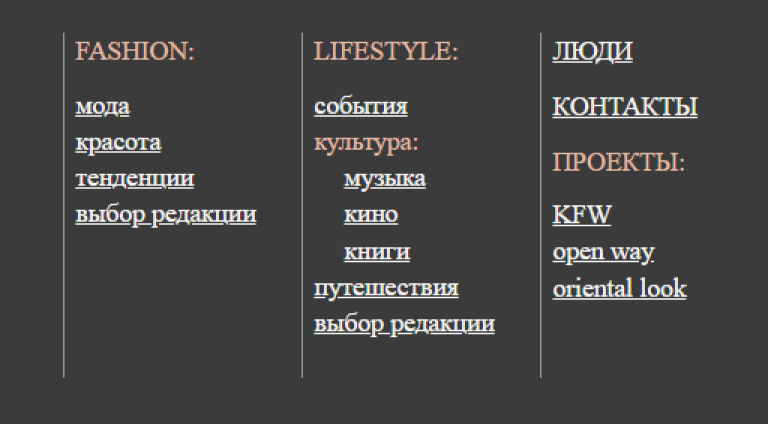 FASHION:
мода
красота
тенденции
выбор редакции
LIFESTYLE:
события
культура:
музыка
кино
книги
путешествия
выбор редакции
ЛЮДИ
КОНТАКТЫ
ПРОЕКТЫ:
KFW
open way
oriental look